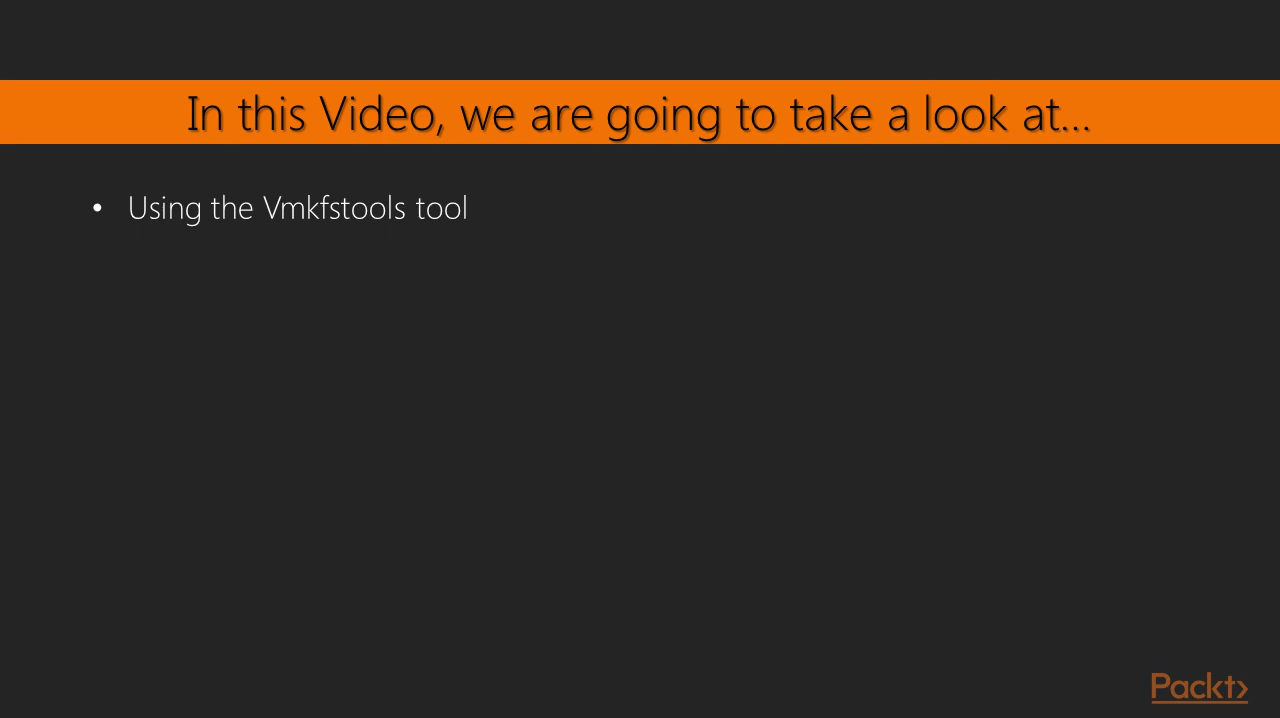 In this Video, we are going to take a look at...
• Using the Vmkfstools tool
Packt>